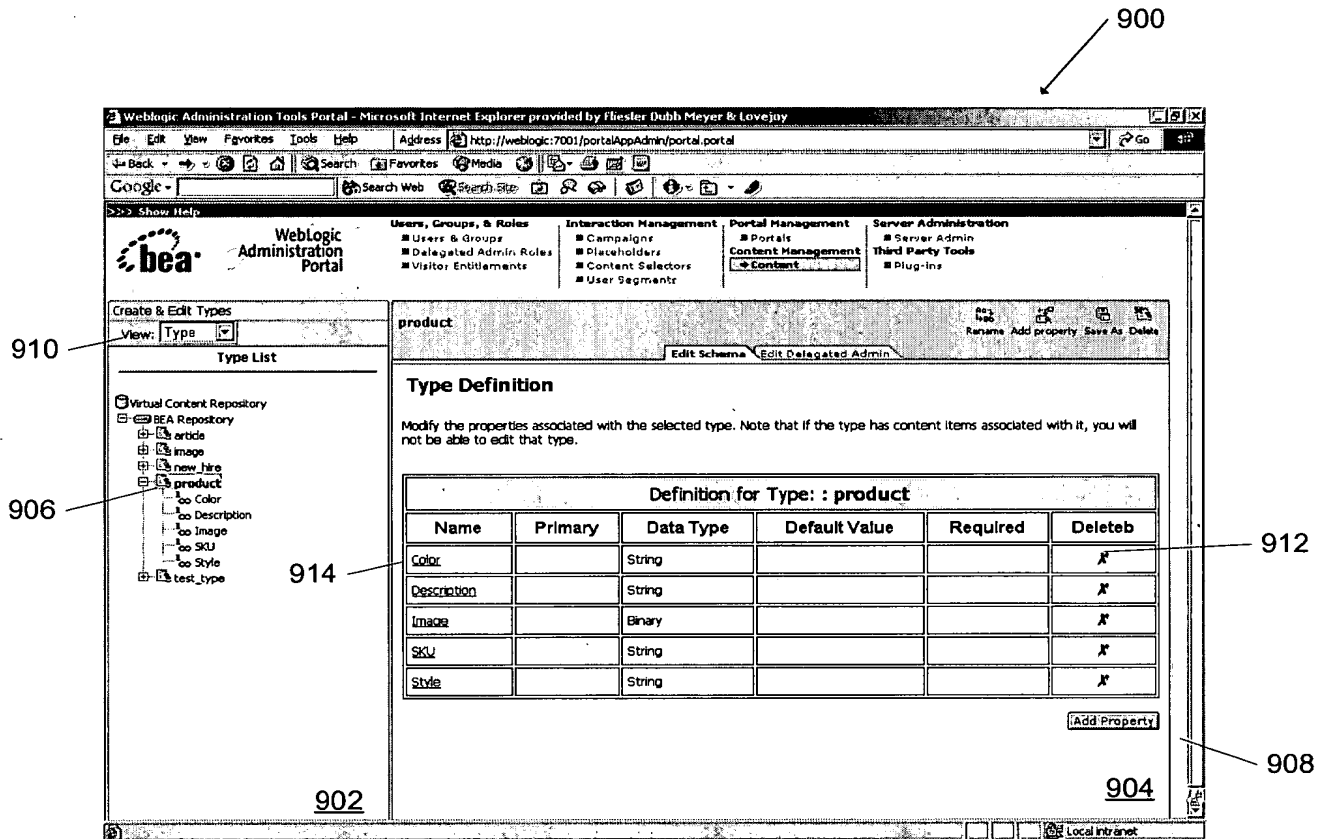 900
Weblogic Administration Tools Portal - Microsoft Internet Explorer provided by Fliesler Dubb Meyer & Lovejoy
File Edit View Favorites Tools Help Address http://weblogic:7001/portalAppAdmin/portal.portal Go
Back Search Favorites Media
Google Search Web Search Site
>>> Show Help
bea WebLogic Administration Portal
Users, Groups, & Roles
Users & Groups
Delegated Admin Roles
Visitor Entitlements
Interaction Management
Campaigns
Placeholders
Content Selectors
User Segments
Portal Management
Portals
Content Management
Content
Server Administration
Server Admin
Third Party Tools
Plug-ins
Create & Edit Types
910
View: Type
Type List
Virtual Content Repository
BEA Repository
article
image
new_hire
906
product
Color
Description
Image
SKU
Style
test_type
product
Rename Add property Save As Delete
Edit Schema Edit Delegated Admin
Type Definition
Modify the properties associated with the selected type. Note that if the type has content items associated with it, you will
not be able to edit that type.
Definition for Type: : product
Name Primary Data Type Default Value Required Deleteb
914 Color String X 912
Description String X
Image Binary X
SKU String X
Style String X
Add Property
908
902
904
Local intranet